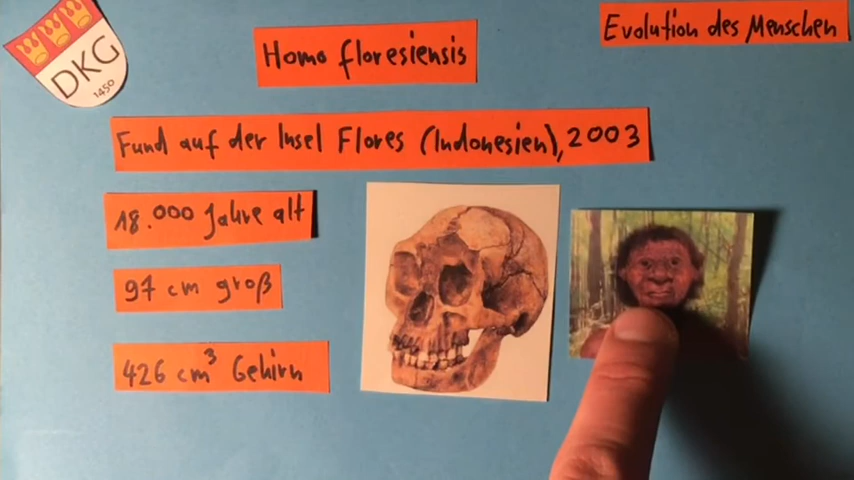 DKG
1450
Homo floresiensis
Evolution des Menschen
Fund auf der Insel Flores (Indonesien), 2003
18.000 Jahre alt
97 cm groß
426 cm³ Gehirn